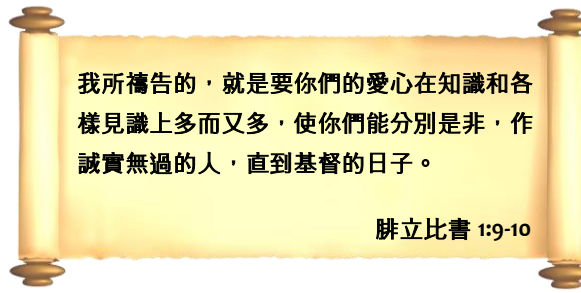 我所禱告的，就是要你們的愛心在知識和各
樣見識上多而又多，使你們能分別是非，作
誠實無過的人，直到基督的日子。
腓立比書 1:9-10